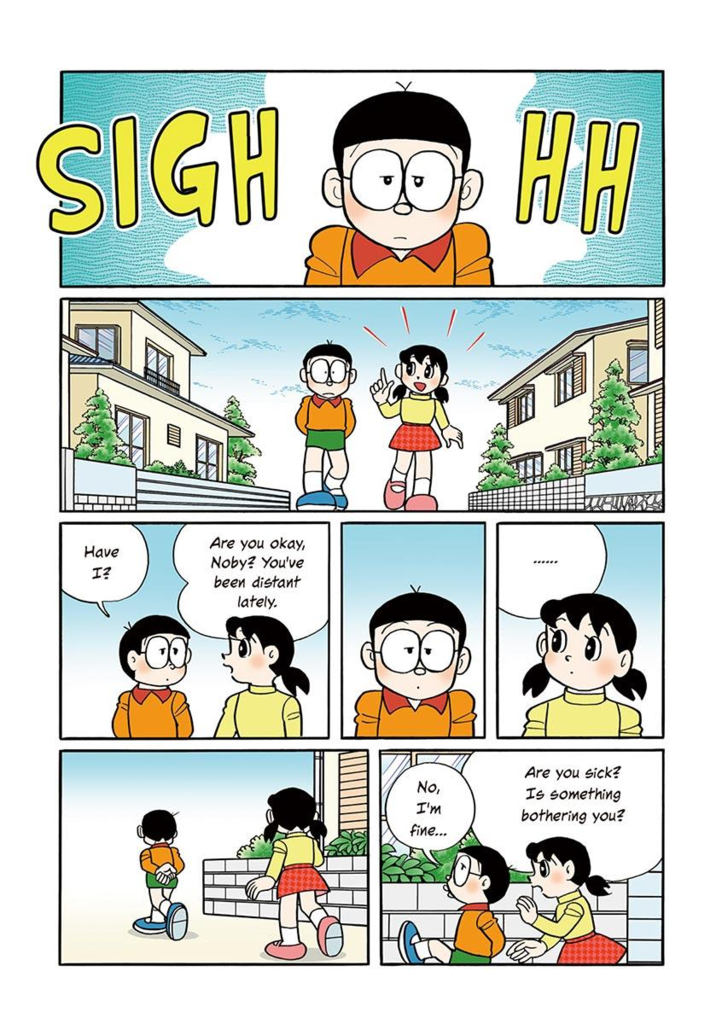 SIGH HH
Are you okay,
Noby? You've
been distant
lately.
Have
I?
......
Are you sick?
Is something
bothering you?
No,
I'm
fine...